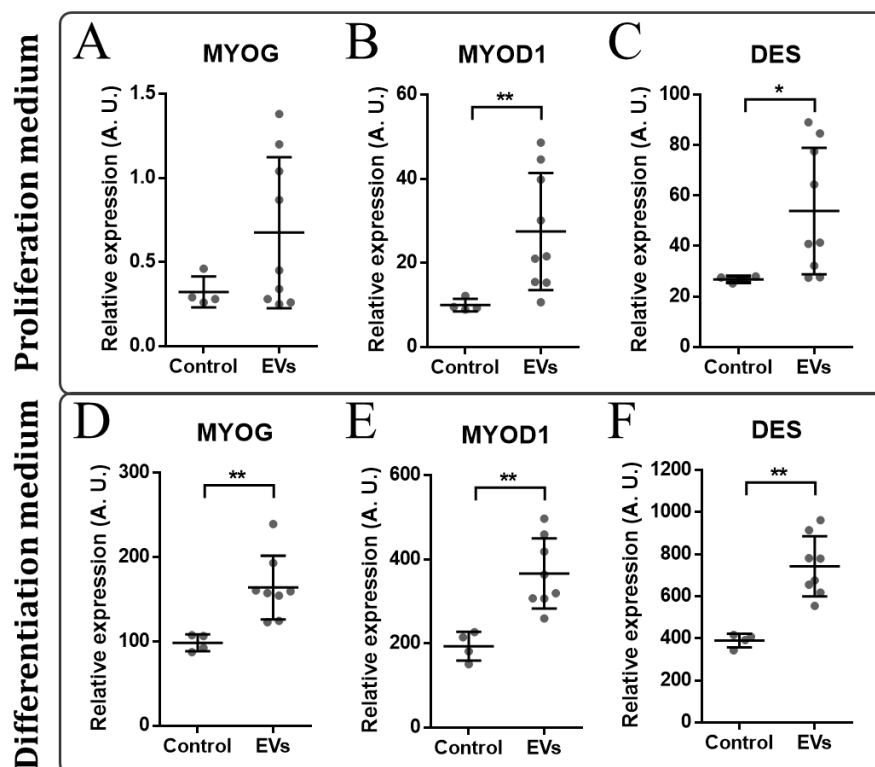 Proliferation medium
A
MYOG
Relative expression (A. U.)
1.5
1.0
0.5
0.0
Control EVs
B
MYOD1
Relative expression (A. U.)
60
40
20
0
**
Control EVs
C
DES
Relative expression (A. U.)
100
80
60
40
20
0
*
Control EVs
Differentiation medium
D
MYOG
Relative expression (A. U.)
300
200
100
0
**
Control EVs
E
MYOD1
Relative expression (A. U.)
600
400
200
0
**
Control EVs
F
DES
Relative expression (A. U.)
1200
1000
800
600
400
200
0
**
Control EVs